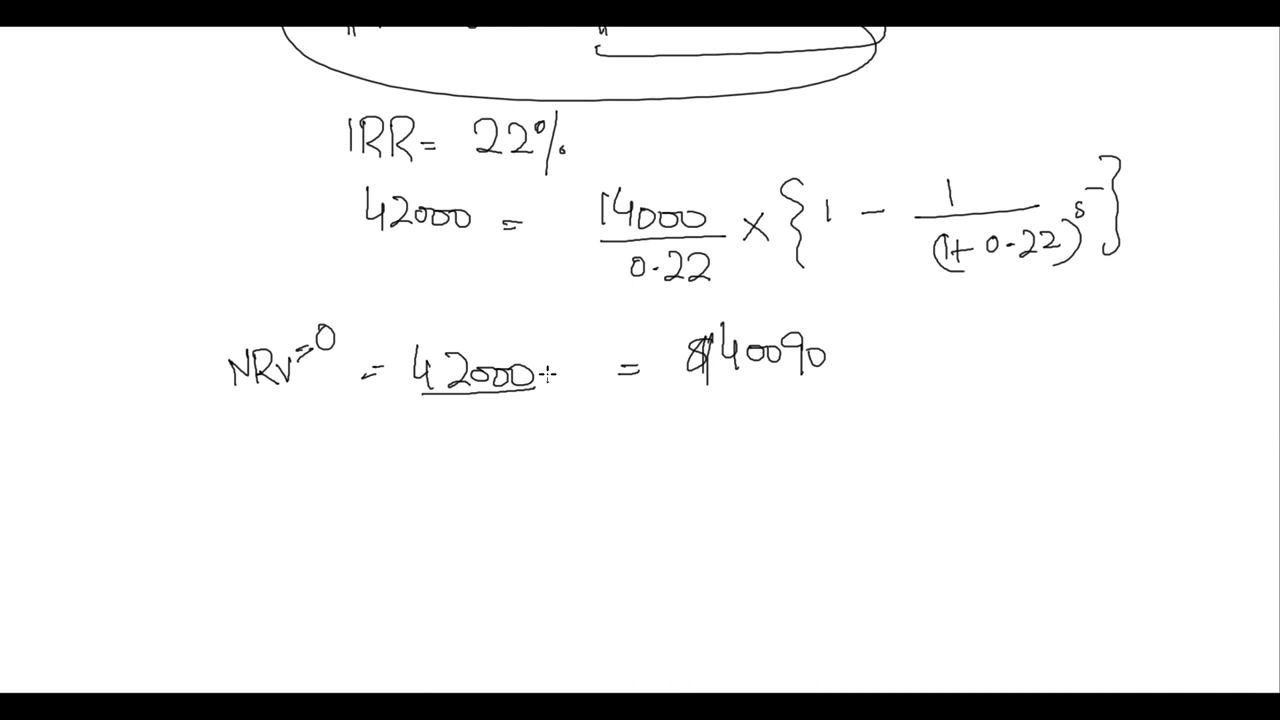 IRR = 22%.
42000 = 14000/0.22 × { 1 - 1/(1+ 0.22)^5 }
NRV=0 = 42000 = $40090